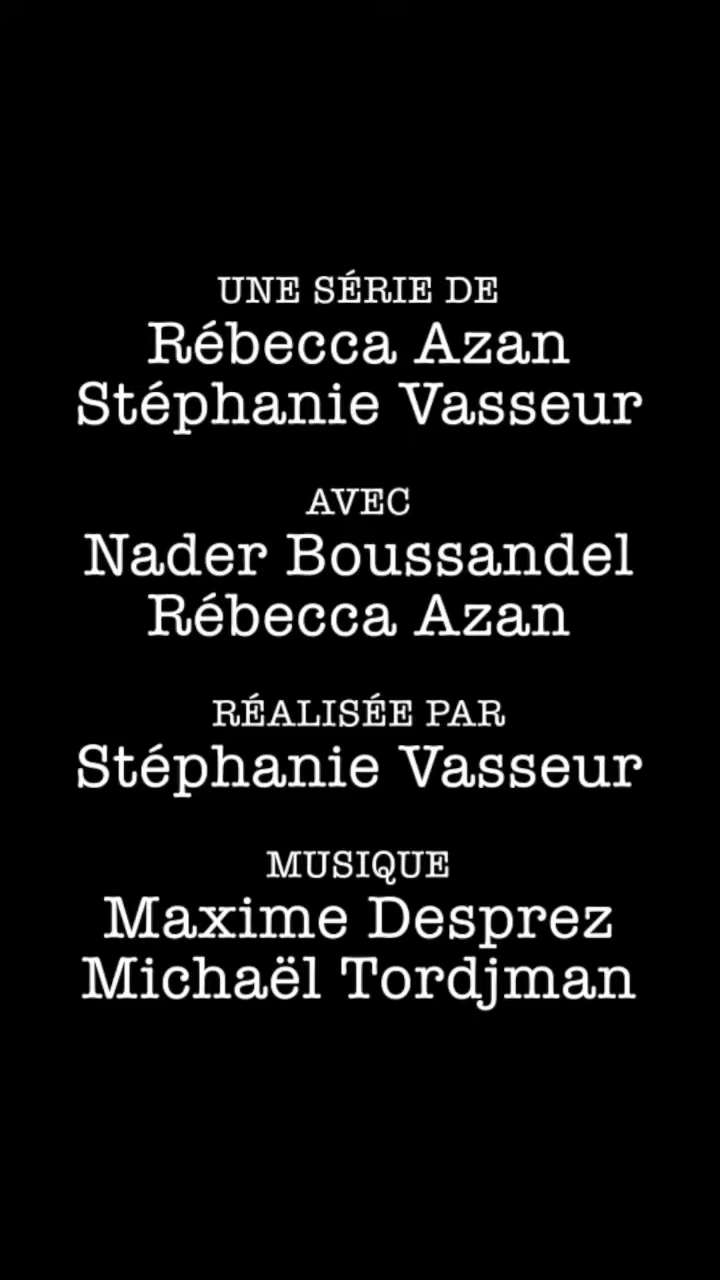 UNE SÉRIE DE
Rébecca Azan
Stéphanie Vasseur
AVEC
Nader Boussandel
Rébecca Azan
RÉALISÉE PAR
Stéphanie Vasseur
MUSIQUE
Maxime Desprez
Michaël Tordjman